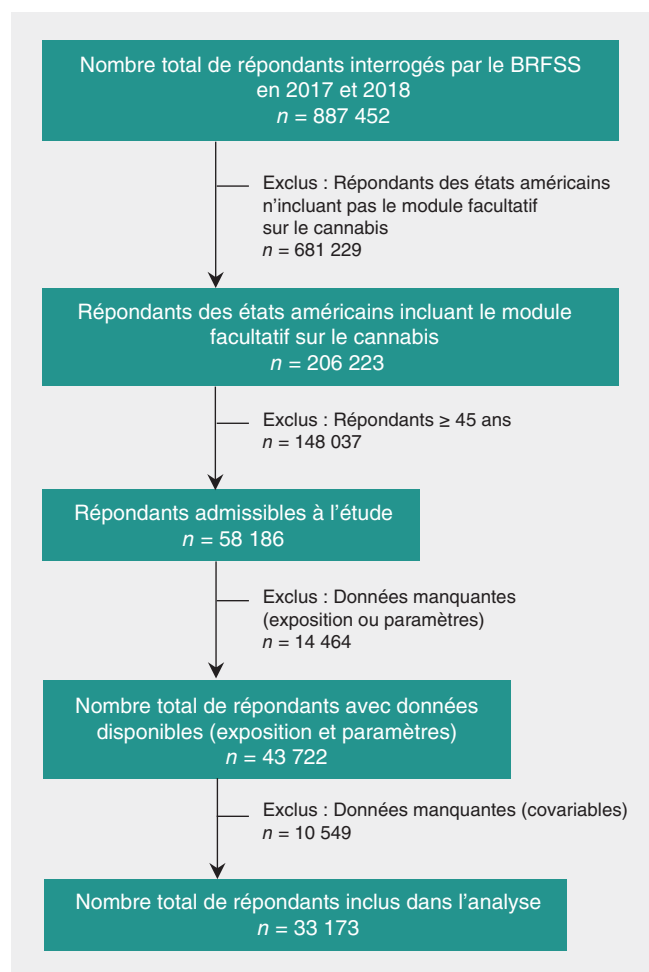 Nombre total de répondants interrogés par le BRFSS
en 2017 et 2018
n = 887 452
Exclus : Répondants des états américains
n'incluant pas le module facultatif
sur le cannabis
n = 681 229
Répondants des états américains incluant le module
facultatif sur le cannabis
n = 206 223
Exclus : Répondants ≥ 45 ans
n = 148 037
Répondants admissibles à l’étude
n = 58 186
Exclus : Données manquantes
(exposition ou paramètres)
n = 14 464
Nombre total de répondants avec données
disponibles (exposition et paramètres)
n = 43 722
Exclus : Données manquantes (covariables)
n = 10 549
Nombre total de répondants inclus dans l’analyse
n = 33 173